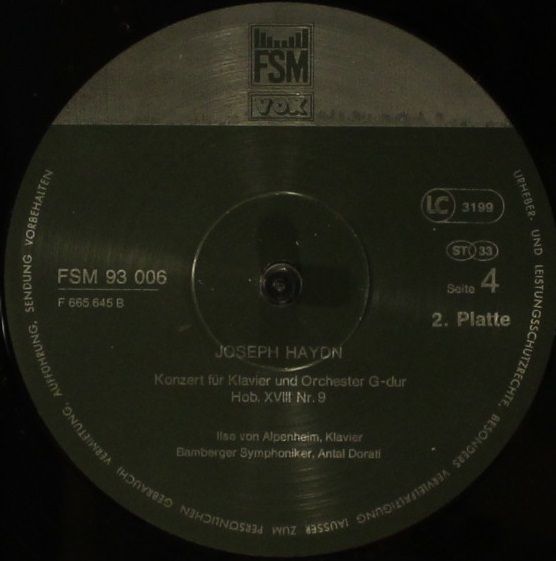 FSM
VOX
LC 3199
ST 33
FSM 93 006
F 665.645 B
Seite 4
2. Platte
JOSEPH HAYDN
Konzert für Klavier und Orchester G-dur
Hob. XVIII Nr. 9
Ilse von Alpenheim, Klavier
Bamberger Symphoniker, Antal Dorati
URHEBER- UND LEISTUNGSSCHUTZRECHTE, BESONDERS VERVIELFÄLTIGUNG (AUSSER ZUM PERSÖNLICHEN GEBRAUCH) VERMIETUNG, AUFFÜHRUNG, SENDUNG VORBEHALTEN